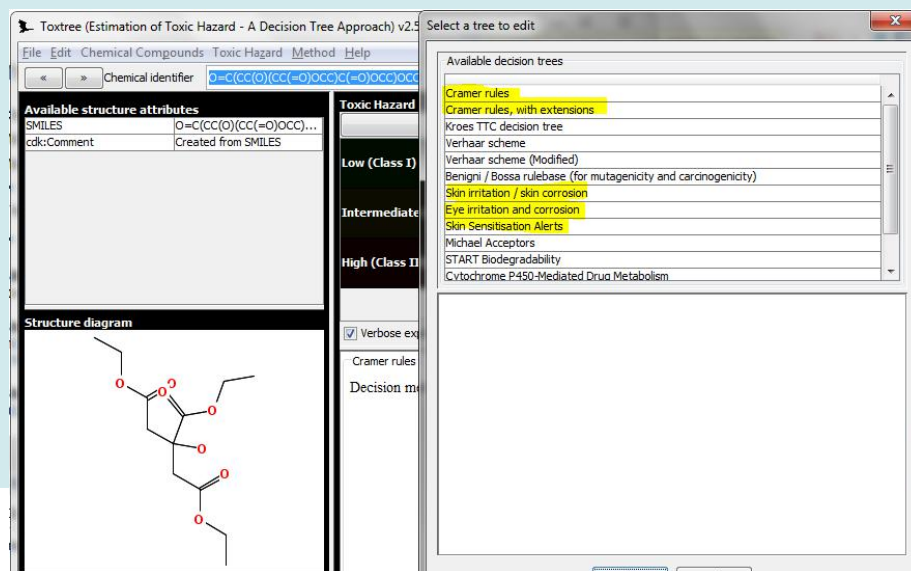 Toxtree (Estimation of Toxic Hazard - A Decision Tree Approach) v2.5
File Edit Chemical Compounds Toxic Hazard Method Help
« » Chemical identifier O=C(CC(O)(CC(=O)OCC)C(=O)OCC)OCC
Available structure attributes
SMILES O=C(CC(O)(CC(=O)OCC)...
cdk:Comment Created from SMILES
Structure diagram
O
O
O
O
O
O
O
Toxic Hazard
Low (Class I)
Intermediate
High (Class II
Verbose exp
Cramer rules
Decision me
Select a tree to edit
X
Available decision trees
Cramer rules
Cramer rules, with extensions
Kroes TTC decision tree
Verhaar scheme
Verhaar scheme (Modified)
Benigni / Bossa rulebase (for mutagenicity and carcinogenicity)
Skin irritation / skin corrosion
Eye irritation and corrosion
Skin Sensitisation Alerts
Michael Acceptors
START Biodegradability
Cytochrome P450-Mediated Drug Metabolism